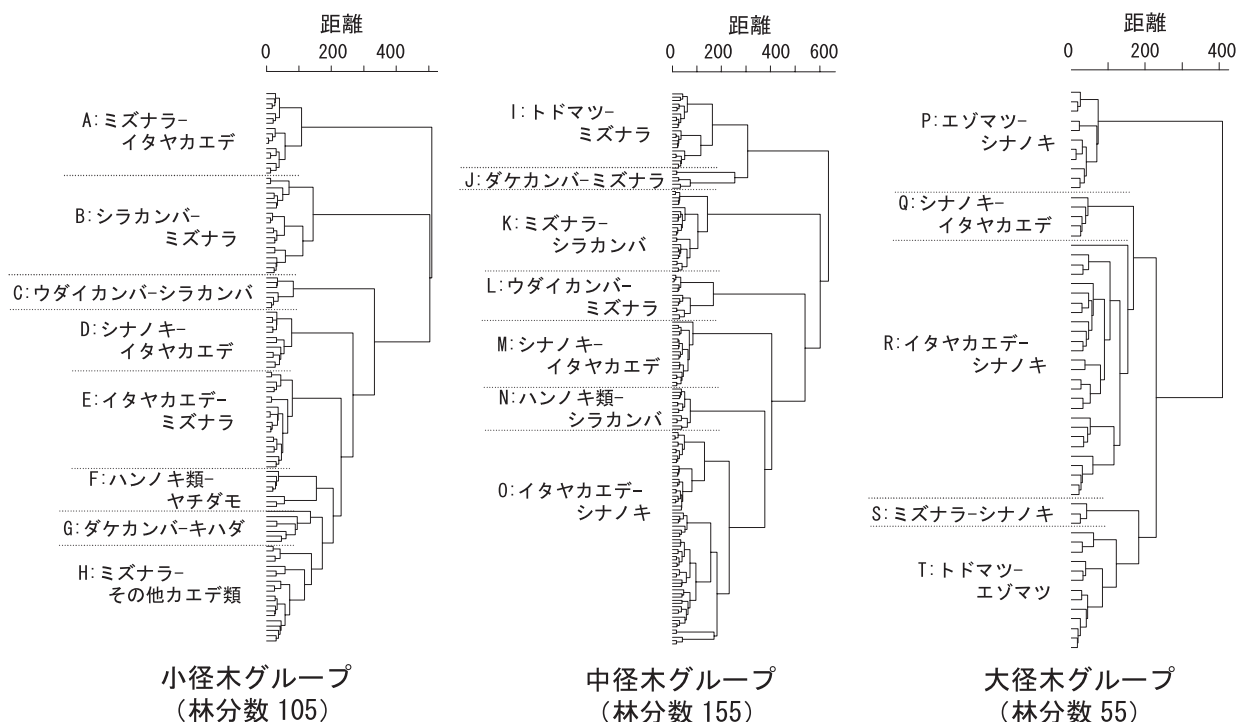 距離
0 200 400
A:ミズナラ-
イタヤカエデ
B:シラカンバ-
ミズナラ
C:ウダイカンバ-シラカンバ
D:シナノキ-
イタヤカエデ
E:イタヤカエデ-
ミズナラ
F:ハンノキ類-
ヤチダモ
G:ダケカンバ-キハダ
H:ミズナラ-
その他カエデ類
小径木グループ
(林分数 105)
距離
0 200 400 600
I:トドマツ-
ミズナラ
J:ダケカンバ-ミズナラ
K:ミズナラ-
シラカンバ
L:ウダイカンバ-
ミズナラ
M:シナノキ-
イタヤカエデ
N:ハンノキ類-
シラカンバ
O:イタヤカエデ-
シナノキ
中径木グループ
(林分数 155)
距離
0 200 400
P:エゾマツ-
シナノキ
Q:シナノキ-
イタヤカエデ
R:イタヤカエデ-
シナノキ
S:ミズナラ-シナノキ
T:トドマツ-
エゾマツ
大径木グループ
(林分数 55)